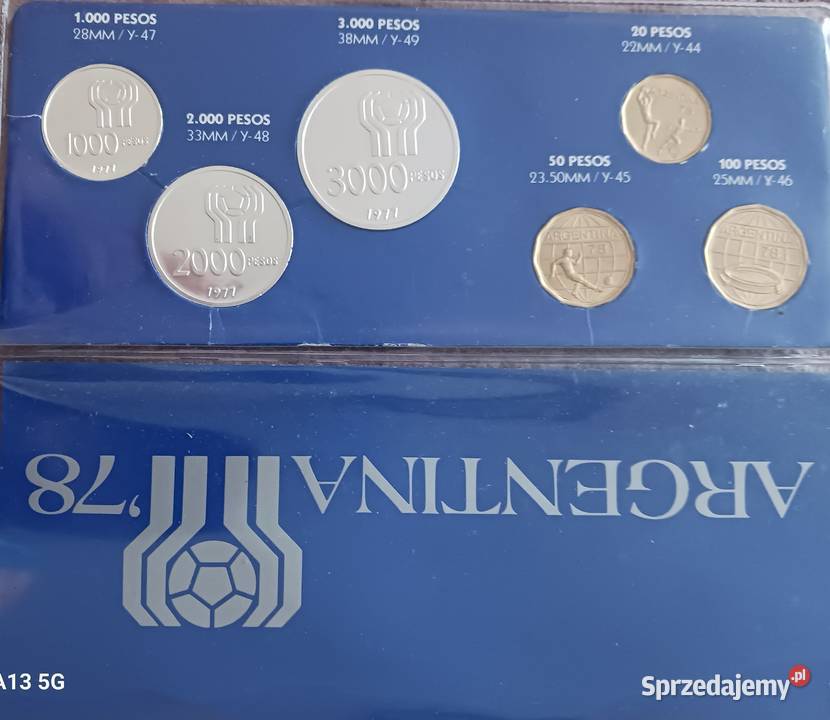 1.000 PESOS
28MM / Y-47
3.000 PESOS
38MM / Y-49
20 PESOS
22MM / Y-44
2.000 PESOS
33MM / Y-48
50 PESOS
23.50MM / Y-45
100 PESOS
25MM / Y-46
1000 PESOS
1977
2000 PESOS
1977
3000 PESOS
1977
ARGENTINA
78
ARGENTINA
78
ARGENTINA '78
A13 5G
Sprzedajemy.pl